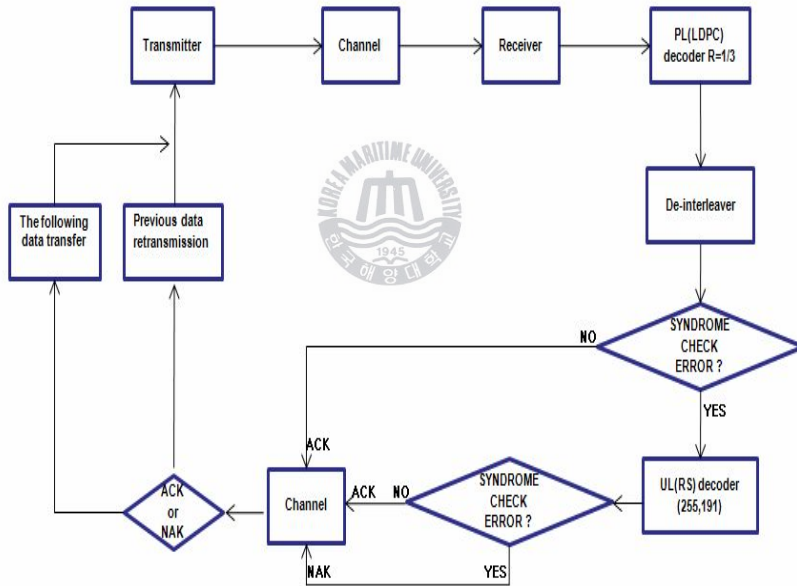 Transmitter
Channel
Receiver
PL(LDPC)
decoder R=1/3
KOREA MARITIME UNIVERSITY
1945
한국해양대학교
The following
data transfer
Previous data
retransmission
De-interleaver
SYNDROME
CHECK
ERROR ?
NO
YES
ACK
UL(RS) decoder
(255,191)
SYNDROME
CHECK
ERROR ?
NO
ACK
YES
NAK
Channel
ACK
or
NAK